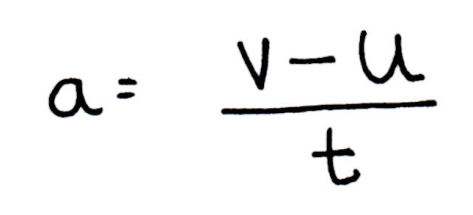 a = v - u
t